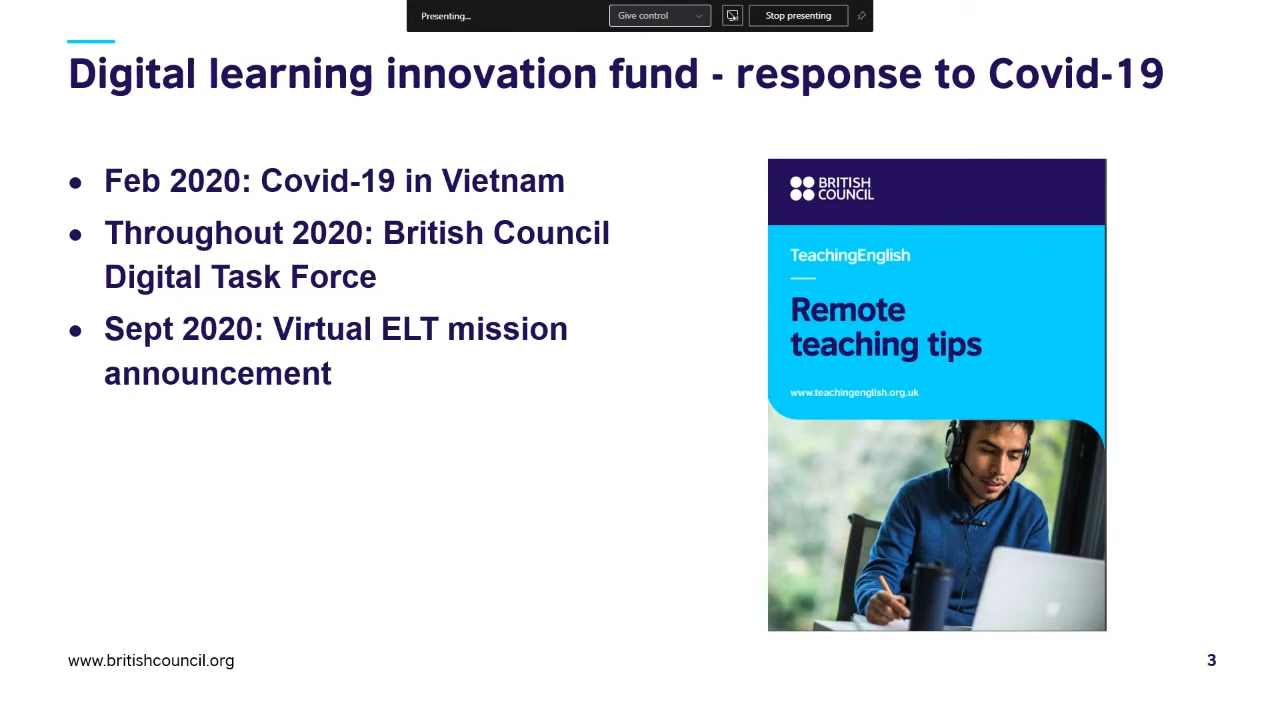 Presenting...
Give control
Stop presenting
Digital learning innovation fund - response to Covid-19
• Feb 2020: Covid-19 in Vietnam
• Throughout 2020: British Council
Digital Task Force
• Sept 2020: Virtual ELT mission
announcement
BRITISH
COUNCIL
TeachingEnglish
Remote
teaching tips
www.teachingenglish.org.uk
www.britishcouncil.org
3